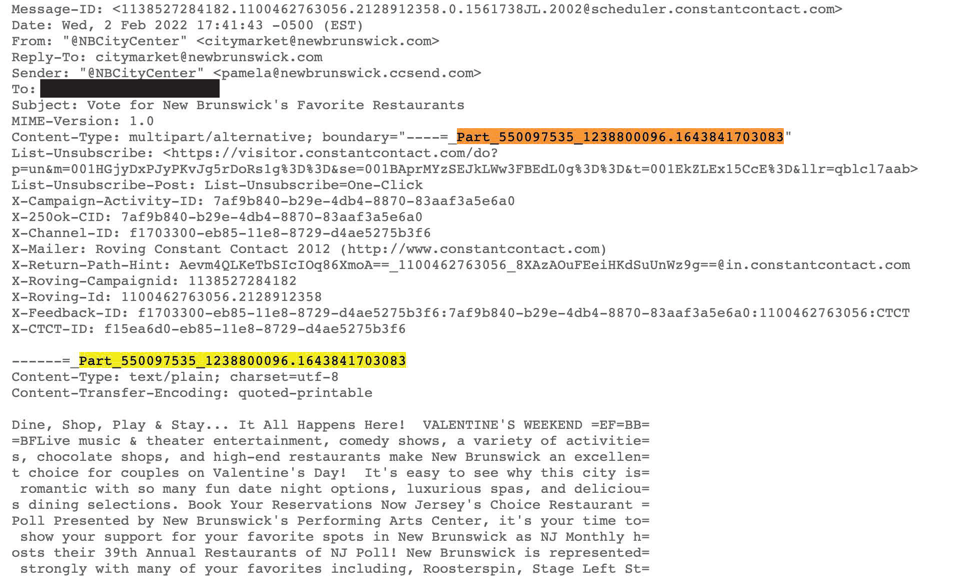 Message-ID: <1138527284182.1100462763056.2128912358.0.1561738JL.2002@scheduler.constantcontact.com>
Date: Wed, 2 Feb 2022 17:41:43 -0500 (EST)
From: "@NBCityCenter" <citymarket@newbrunswick.com>
Reply-To: citymarket@newbrunswick.com
Sender: "@NBCityCenter" <pamela@newbrunswick.ccsend.com>
To:
Subject: Vote for New Brunswick's Favorite Restaurants
MIME-Version: 1.0
Content-Type: multipart/alternative; boundary="----=_Part_550097535_1238800096.1643841703083"
List-Unsubscribe: <https://visitor.constantcontact.com/do?
p=un&m=001HGjyDxPJyPKvJg5rDoRs1g%3D%3D&se=001BAprMYzSEJkLWw3FBEdL0g%3D%3D&t=001EkZLEx15CcE%3D&llr=qblcl7aab>
List-Unsubscribe-Post: List-Unsubscribe=One-Click
X-Campaign-Activity-ID: 7af9b840-b29e-4db4-8870-83aaf3a5e6a0
X-250ok-CID: 7af9b840-b29e-4db4-8870-83aaf3a5e6a0
X-Channel-ID: f1703300-eb85-11e8-8729-d4ae5275b3f6
X-Mailer: Roving Constant Contact 2012 (http://www.constantcontact.com)
X-Return-Path-Hint: Aevm4QLKeTbSIcIOq86XmoA==_1100462763056_8XAzAOuFEeiHKdSuUnWz9g==@in.constantcontact.com
X-Roving-Campaignid: 1138527284182
X-Roving-Id: 1100462763056.2128912358
X-Feedback-ID: f1703300-eb85-11e8-8729-d4ae5275b3f6:7af9b840-b29e-4db4-8870-83aaf3a5e6a0:1100462763056:CTCT
X-CTCT-ID: f15ea6d0-eb85-11e8-8729-d4ae5275b3f6
------=_Part_550097535_1238800096.1643841703083
Content-Type: text/plain; charset=utf-8
Content-Transfer-Encoding: quoted-printable
Dine, Shop, Play & Stay... It All Happens Here!  VALENTINE'S WEEKEND =EF=BB=
=BFLive music & theater entertainment, comedy shows, a variety of activitie=
s, chocolate shops, and high-end restaurants make New Brunswick an excellen=
t choice for couples on Valentine's Day!  It's easy to see why this city is=
 romantic with so many fun date night options, luxurious spas, and deliciou=
s dining selections. Book Your Reservations Now Jersey's Choice Restaurant =
Poll Presented by New Brunswick's Performing Arts Center, it's your time to=
 show your support for your favorite spots in New Brunswick as NJ Monthly h=
osts their 39th Annual Restaurants of NJ Poll! New Brunswick is represented=
 strongly with many of your favorites including, Roosterspin, Stage Left St=